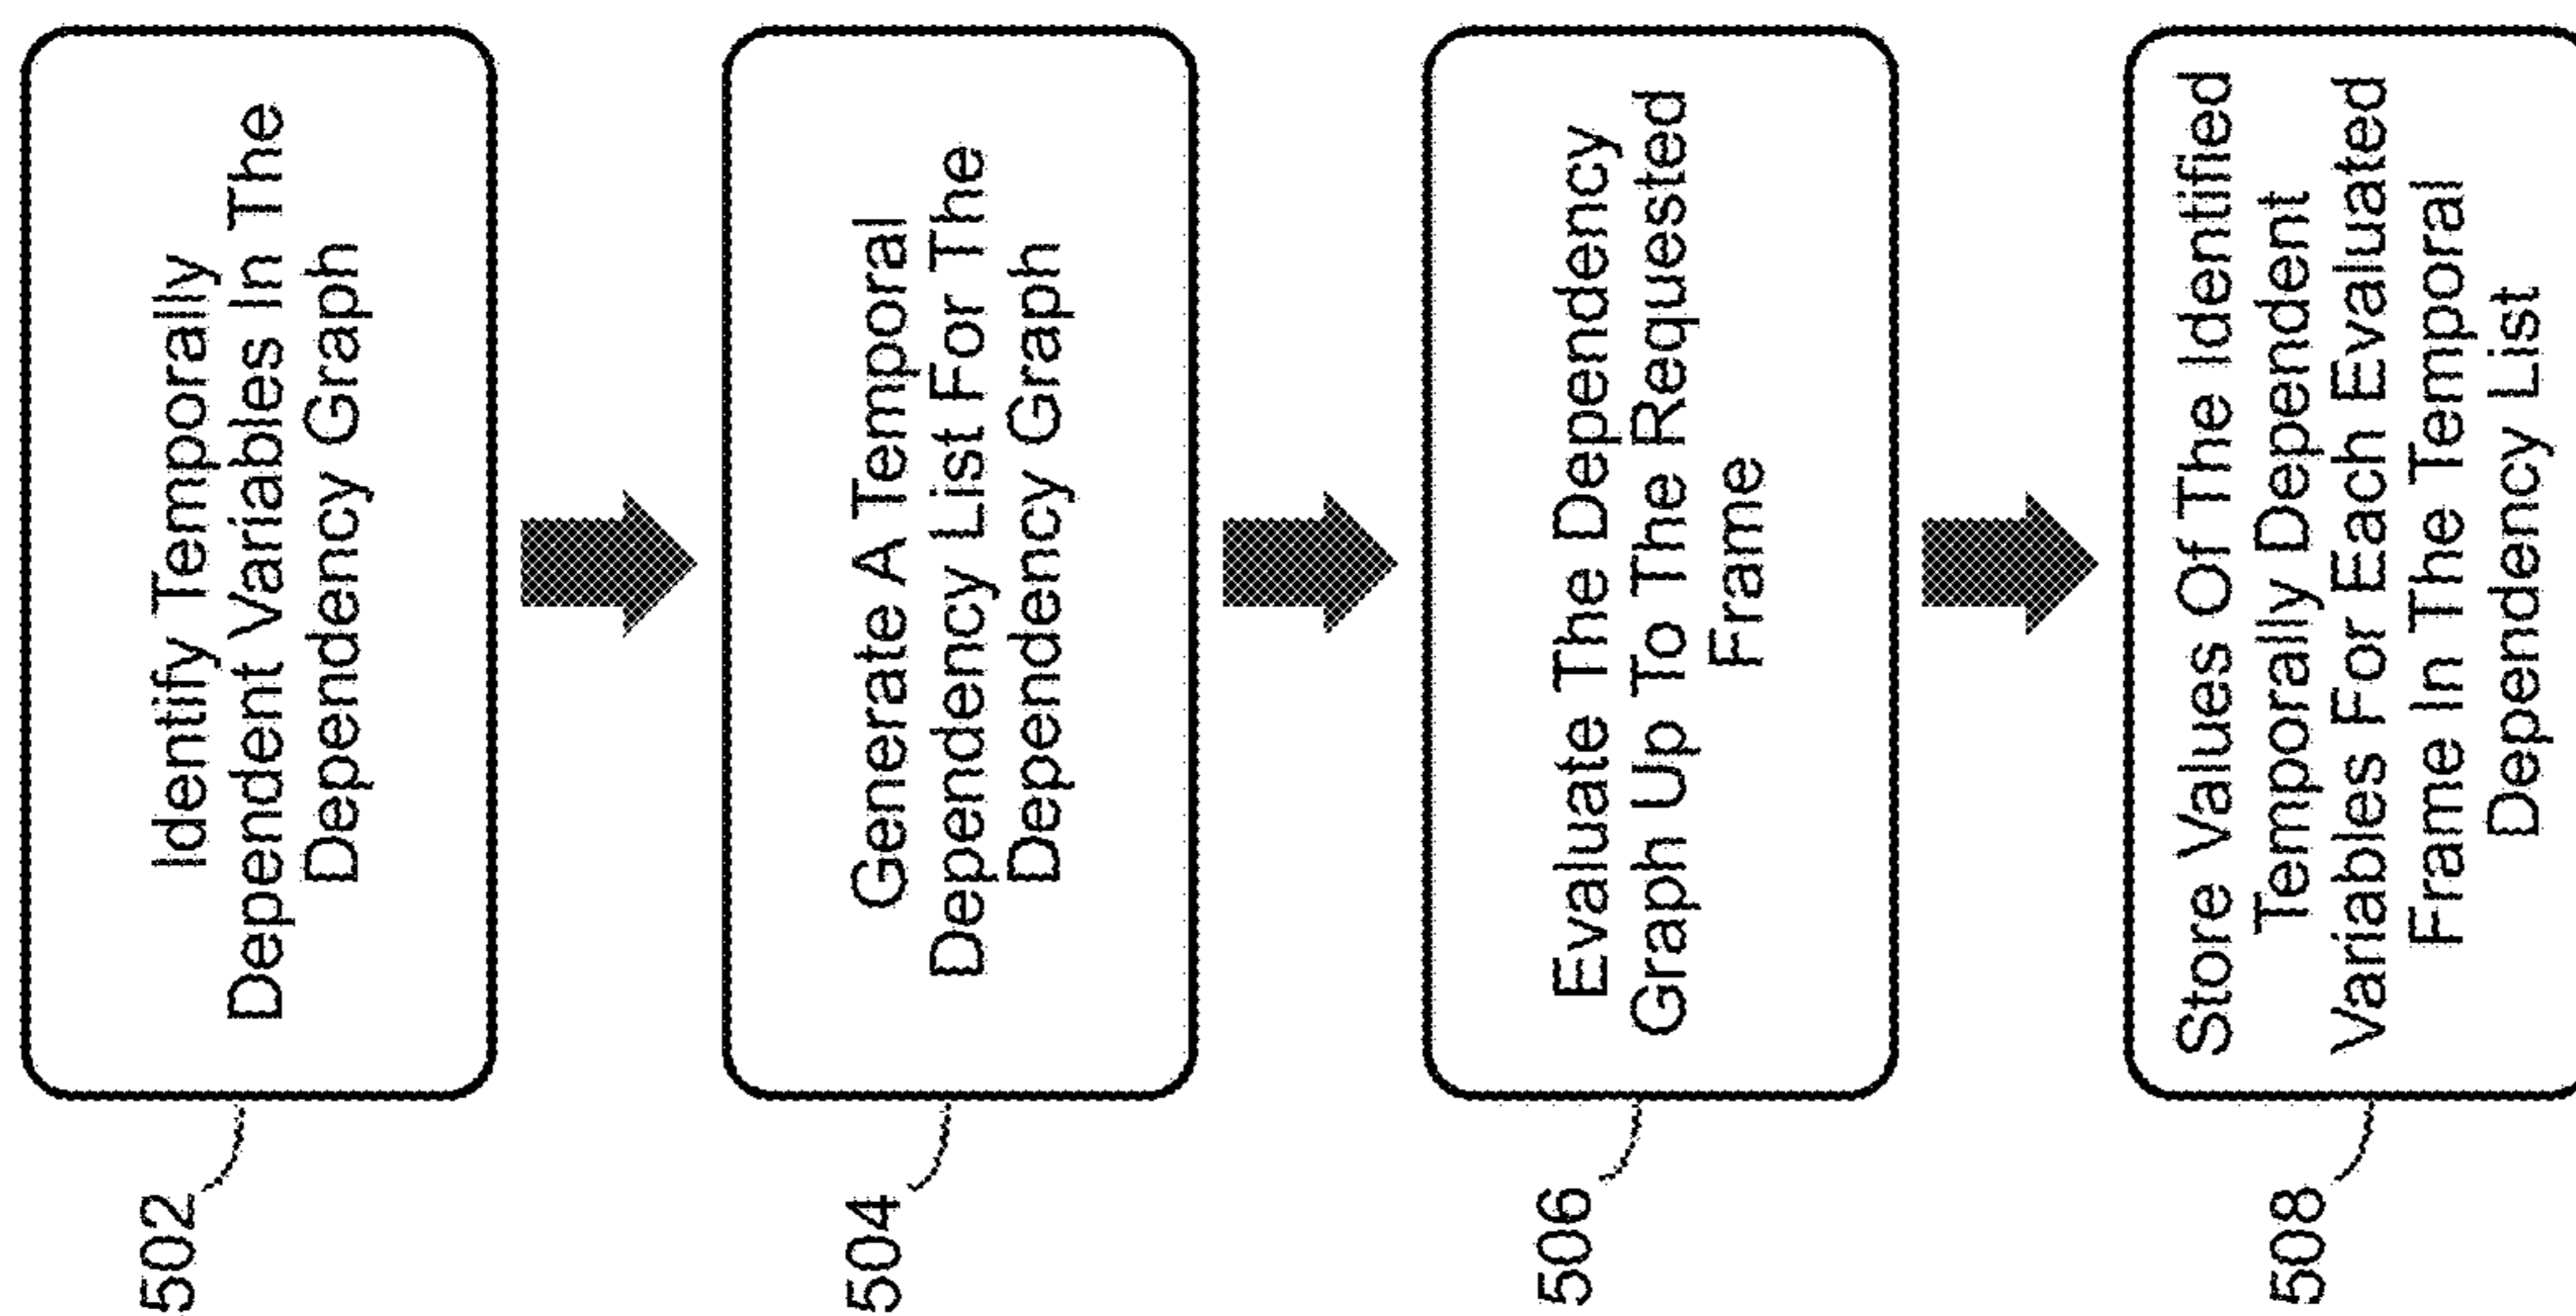 502
Identify Temporally
Dependent Variables In The
Dependency Graph
504
Generate A Temporal
Dependency List For The
Dependency Graph
506
Evaluate The Dependency
Graph Up To The Requested
Frame
508
Store Values Of The Identified
Temporally Dependent
Variables For Each Evaluated
Frame In The Temporal
Dependency List